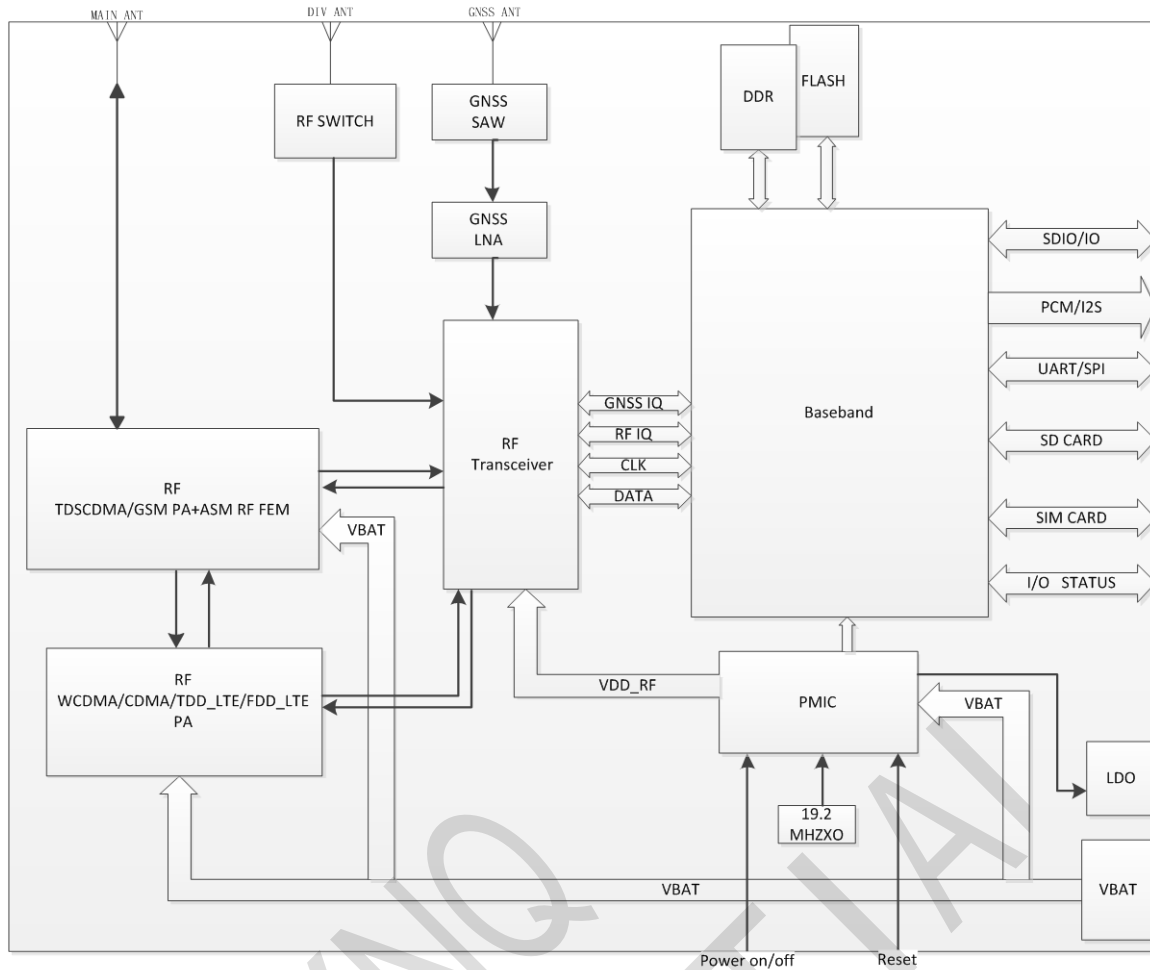 MAIN ANT
DIV ANT
GNSS ANT
RF SWITCH
GNSS
SAW
GNSS
LNA
DDR
FLASH
RF
Transceiver
GNSS IQ
RF IQ
CLK
DATA
Baseband
SDIO/IO
PCM/I2S
UART/SPI
SD CARD
SIM CARD
I/O STATUS
RF
TDSCDMA/GSM PA+ASM RF FEM
VBAT
RF
WCDMA/CDMA/TDD_LTE/FDD_LTE
PA
VDD_RF
PMIC
VBAT
LDO
19.2
MHZXO
VBAT
VBAT
Power on/off
Reset